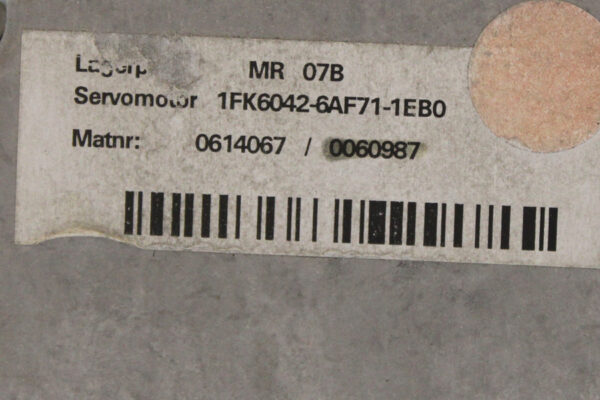 MR 07B
Servomotor 1FK6042-6AF71-1EB0
Matnr: 0614067 / 0060987